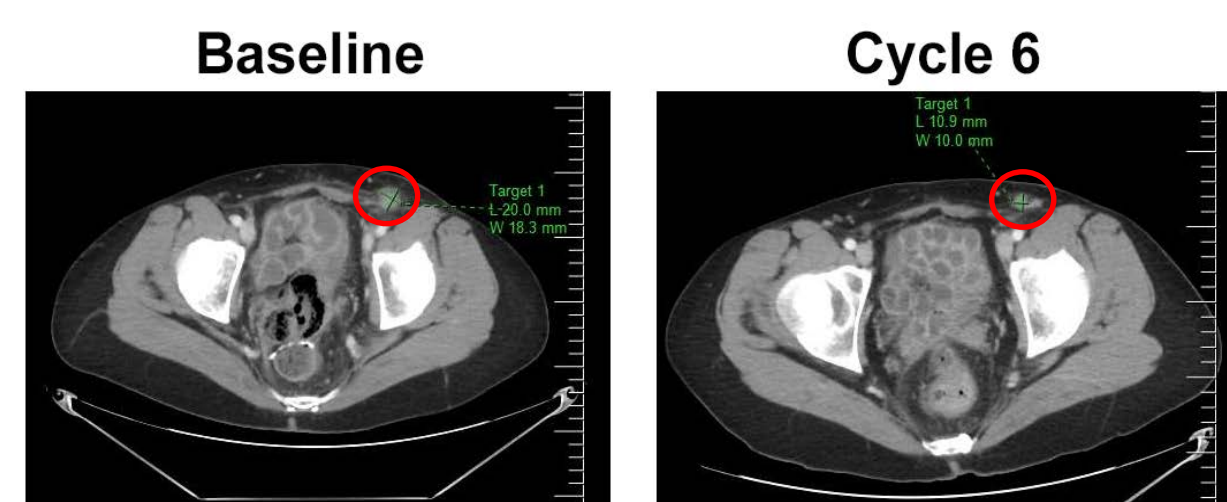 Baseline
Cycle 6
Target 1
L 20.0 mm
W 18.3 mm
Target 1
L 10.9 mm
W 10.0 mm